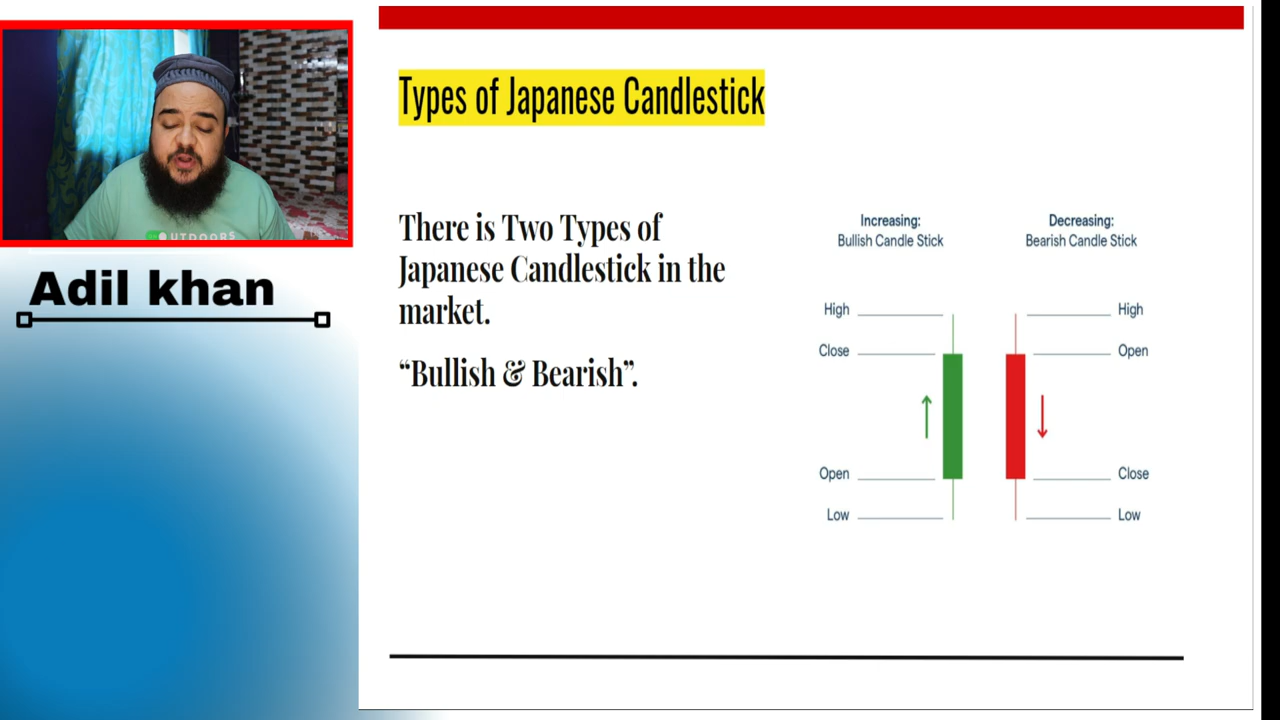 OUTDOORS
Adil khan
Types of Japanese Candlestick
There is Two Types of
Japanese Candlestick in the
market.
“Bullish & Bearish”.
Increasing:
Bullish Candle Stick
High
Close
Open
Low
Decreasing:
Bearish Candle Stick
High
Open
Close
Low